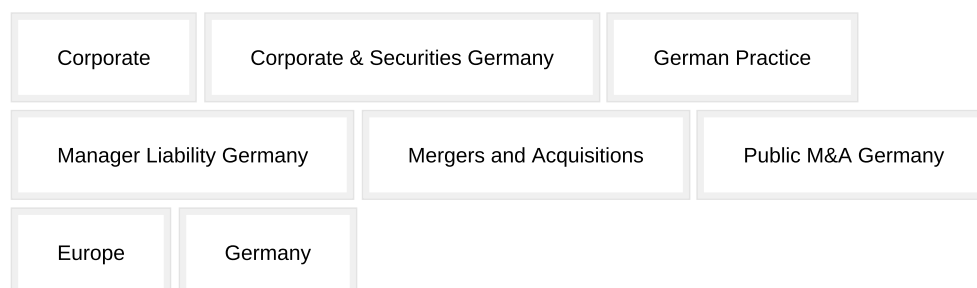 Corporate Corporate & Securities Germany German Practice
Manager Liability Germany Mergers and Acquisitions Public M&A Germany
Europe Germany